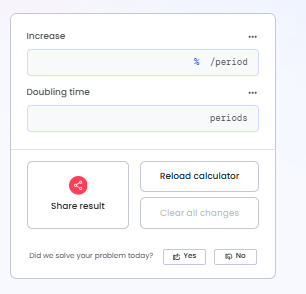 Increase
% /period
Doubling time
periods
Share result
Reload calculator
Clear all changes
Did we solve your problem today? Yes No